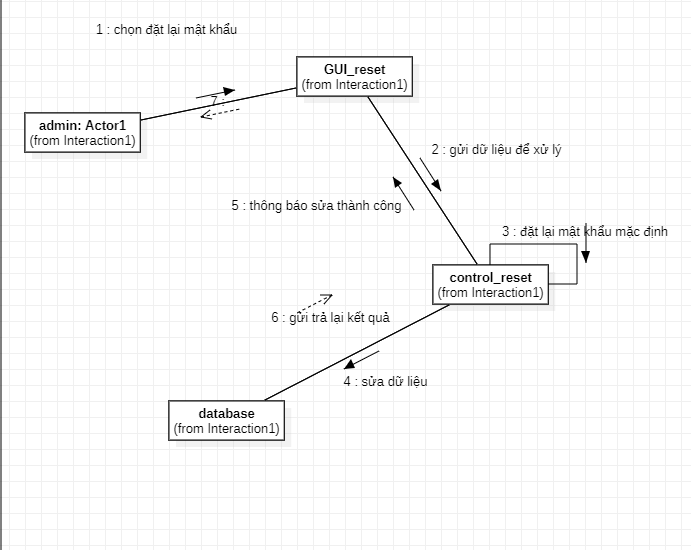 1 : chọn đặt lại mật khẩu
GUI_reset
(from Interaction1)
7 :
admin: Actor1
(from Interaction1)
2 : gửi dữ liệu để xử lý
5 : thông báo sửa thành công
3 : đặt lại mật khẩu mặc định
control_reset
(from Interaction1)
6 : gửi trả lại kết quả
4 : sửa dữ liệu
database
(from Interaction1)